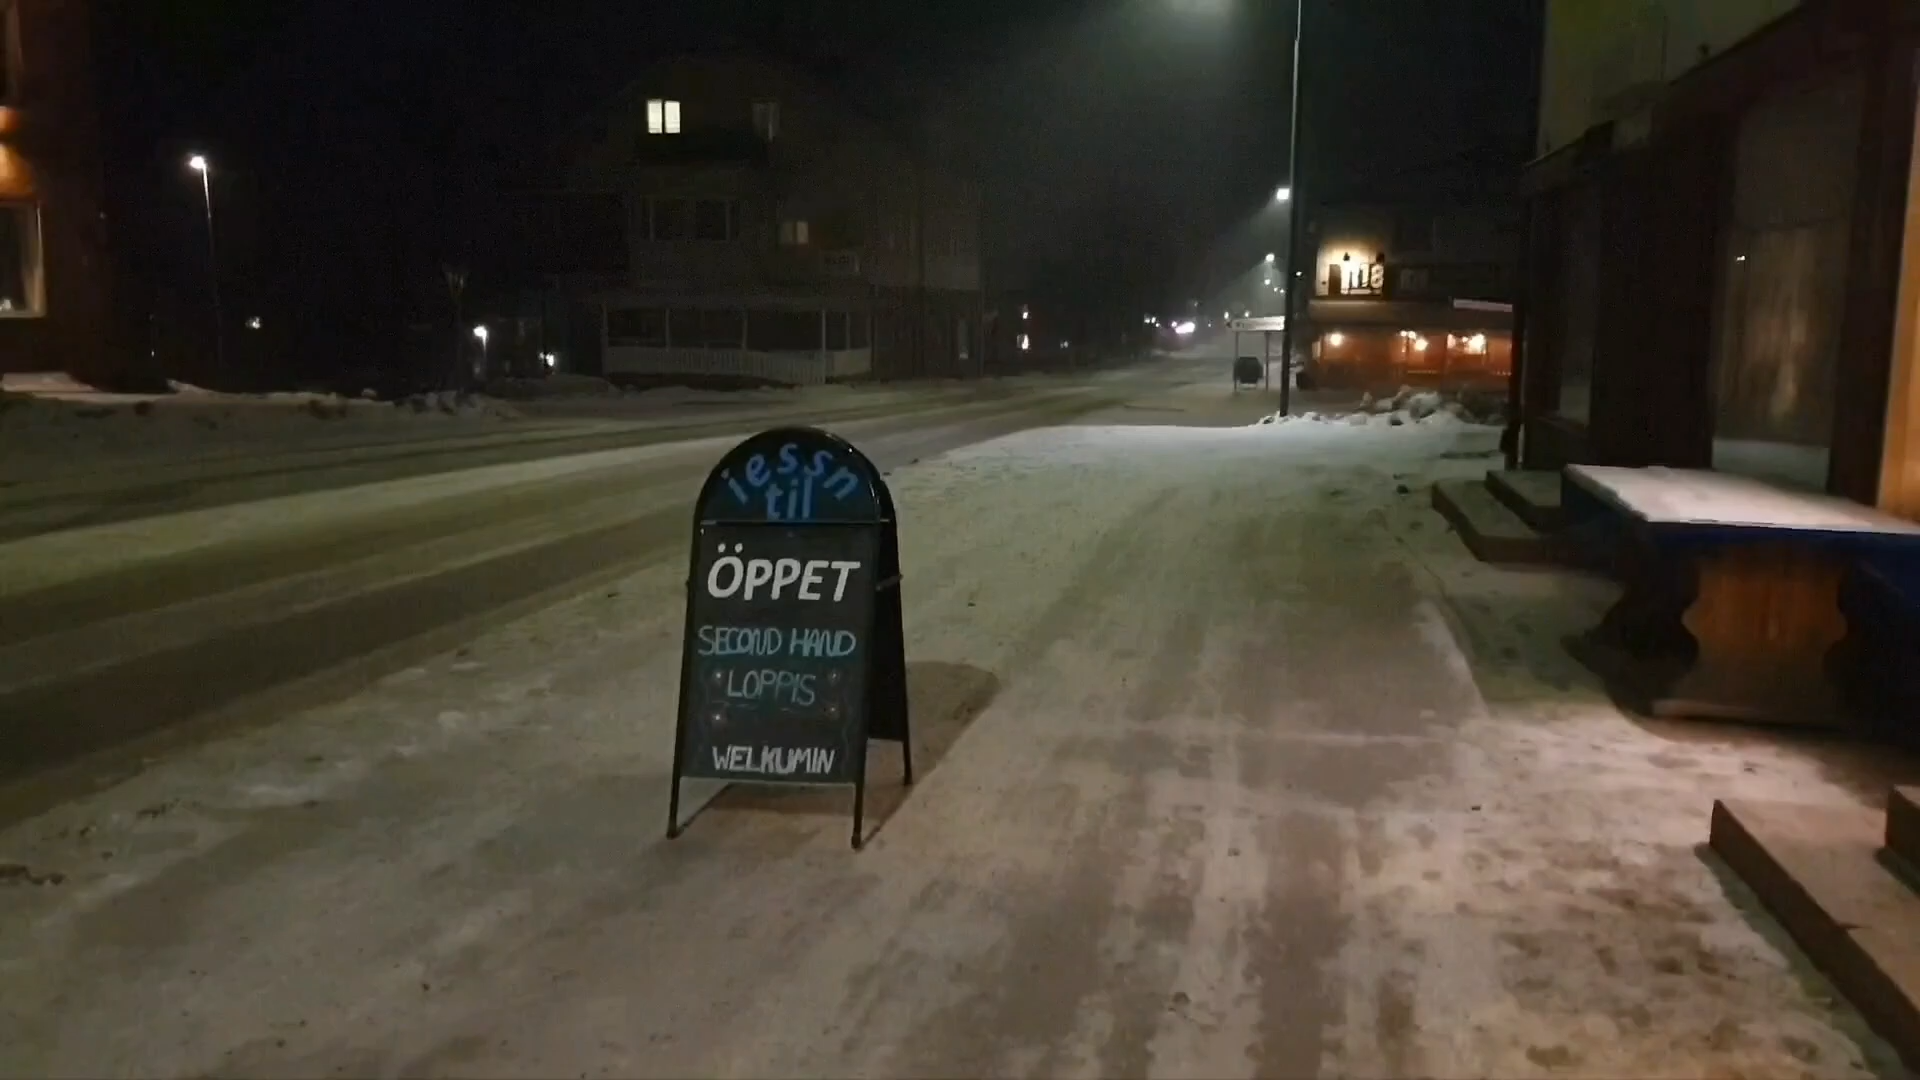 iessn
til
ÖPPET
SECOND HAND
LOPPIS
WELKUMIN